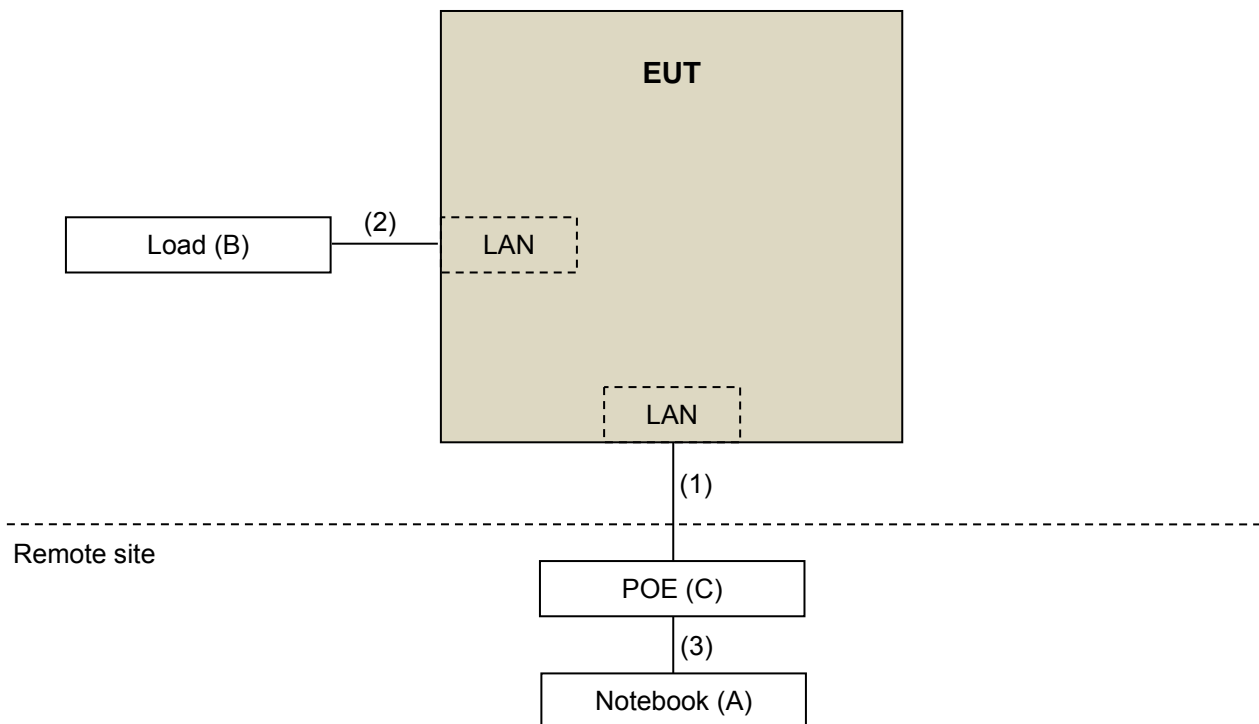 EUT
(2)
Load (B)
LAN
LAN
(1)
Remote site
POE (C)
(3)
Notebook (A)